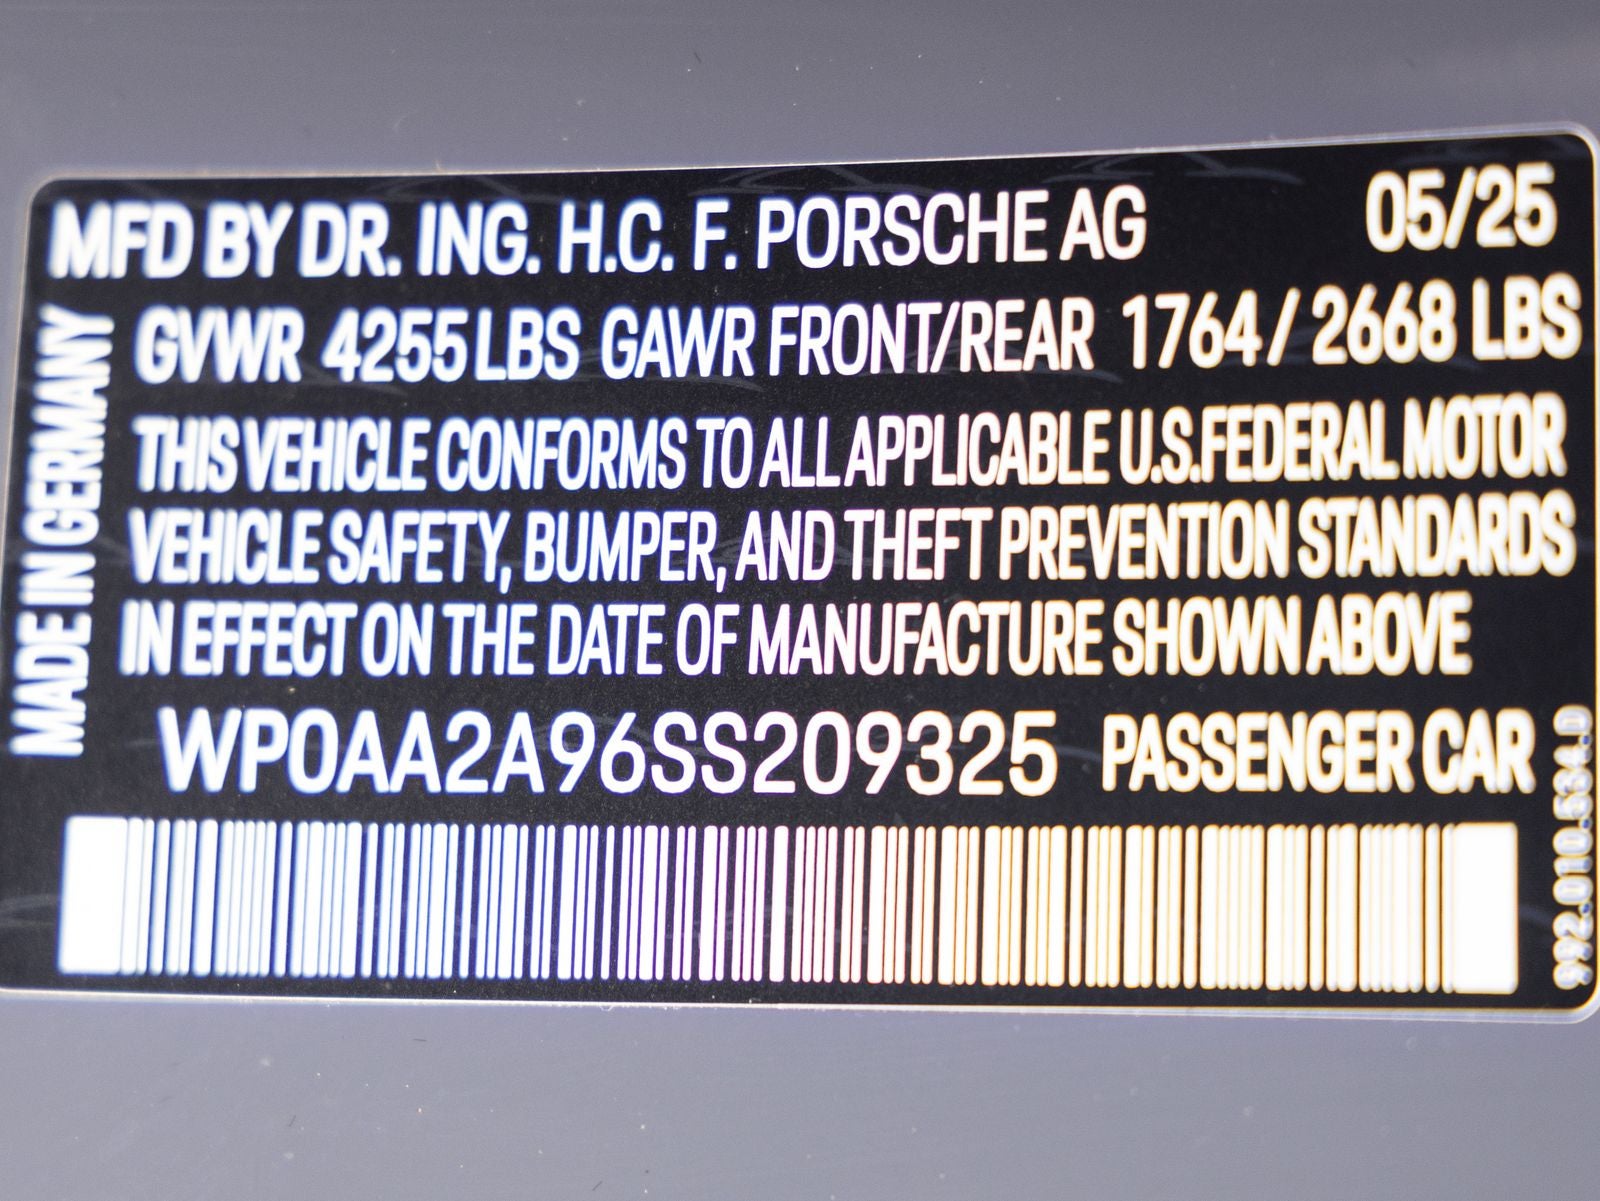 MFD BY DR. ING. H.C. F. PORSCHE AG 05/25
GVWR 4255 LBS GAWR FRONT/REAR 1764 / 2668 LBS
THIS VEHICLE CONFORMS TO ALL APPLICABLE U.S. FEDERAL MOTOR
VEHICLE SAFETY, BUMPER, AND THEFT PREVENTION STANDARDS
IN EFFECT ON THE DATE OF MANUFACTURE SHOWN ABOVE
WP0AA2A96SS209325 PASSENGER CAR
MADE IN GERMANY
992.010.534.D